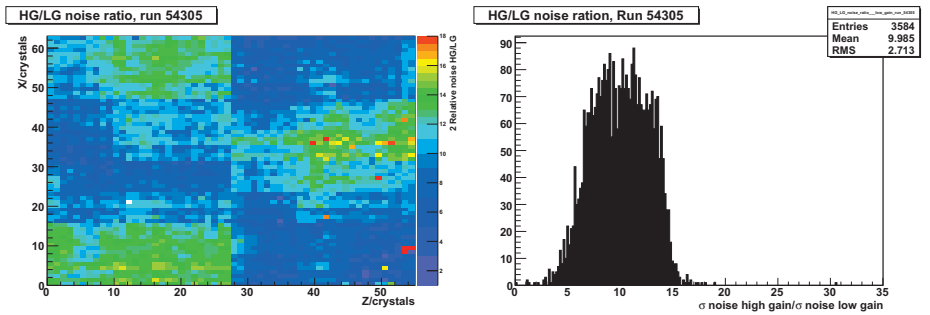 HG/LG noise ratio, run 54305
X/crystals
60
50
40
30
20
10
0
0 10 20 30 40 50
Z/crystals
18
16
14
12
10
8
6
4
2
2 Relative noise HG/LG
HG/LG noise ration, Run 54305
HG_LG_noise_ratio__low_gain_run_54305
Entries 3584
Mean 9.985
RMS 2.713
90
80
70
60
50
40
30
20
10
0
0 5 10 15 20 25 30 35
σ noise high gain/σ noise low gain